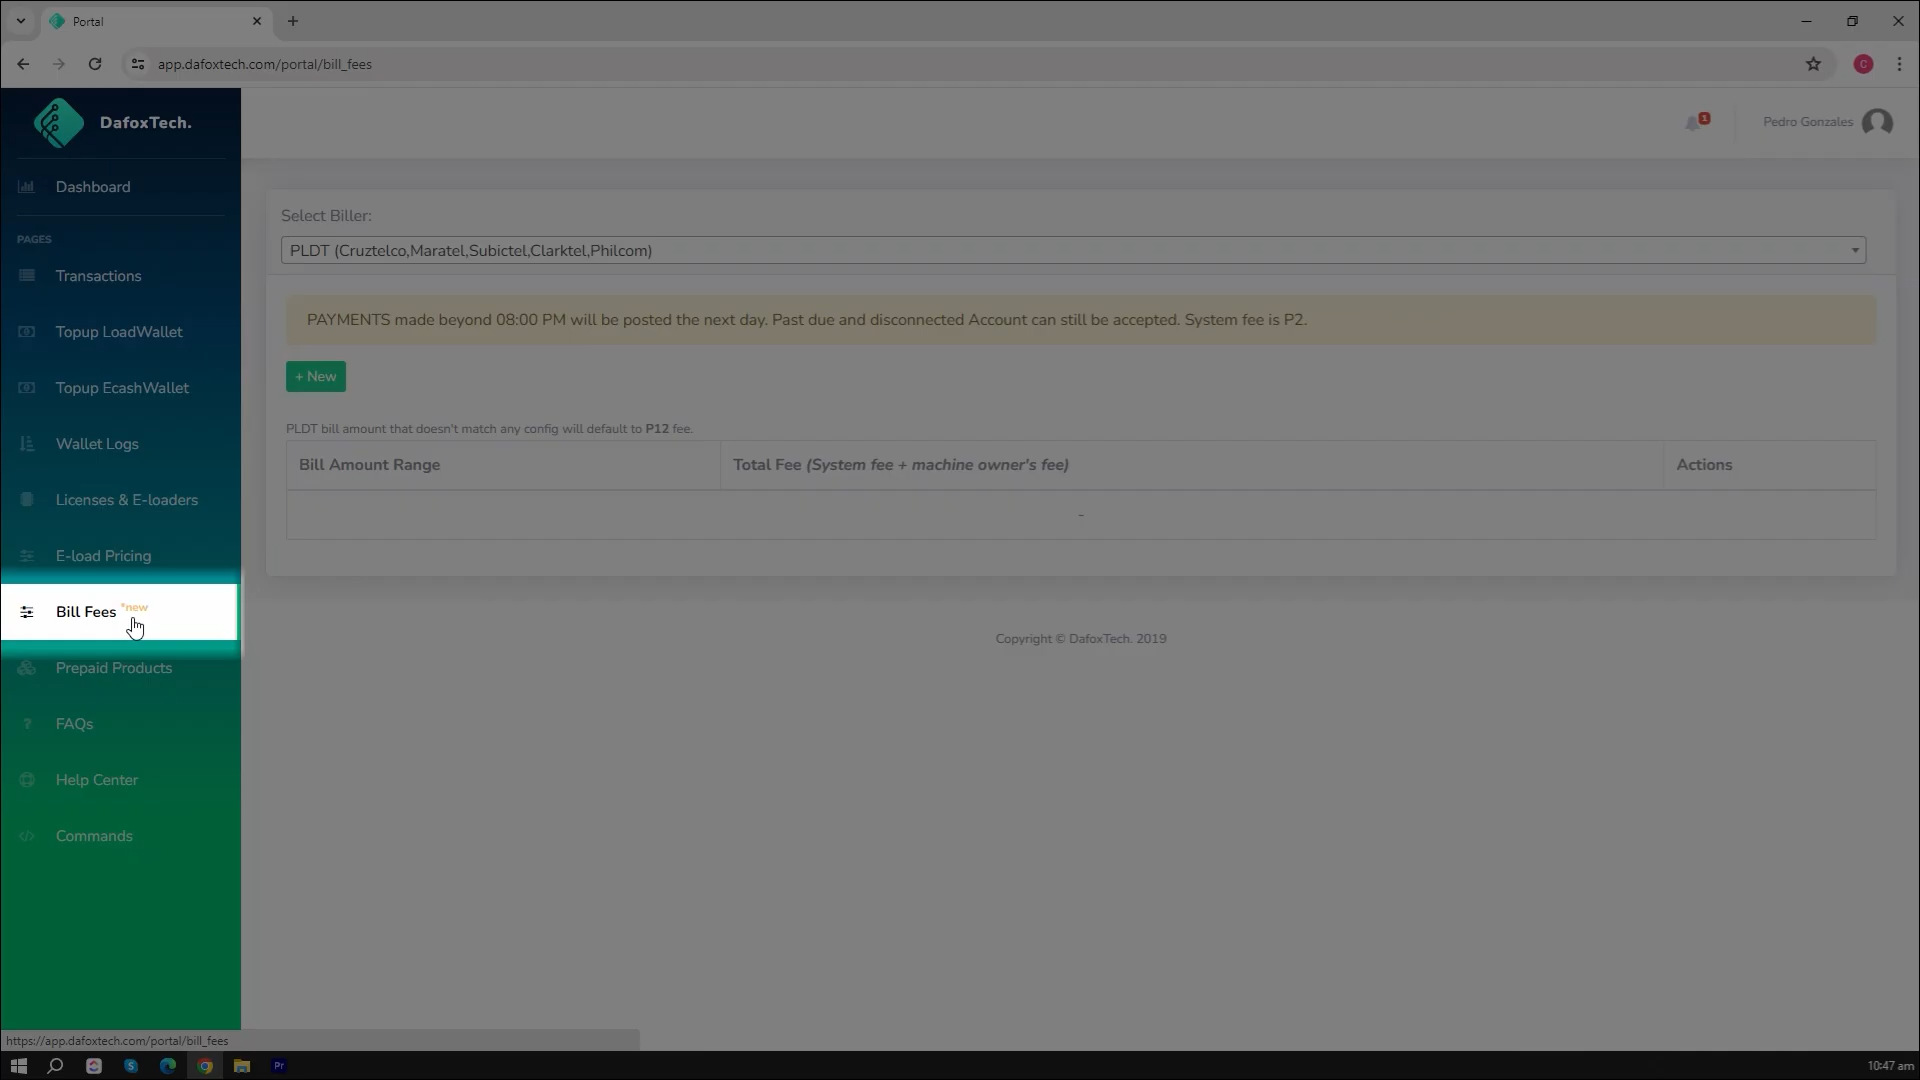 Portal
app.dafoxtech.com/portal/bill_fees
C
DafoxTech.
1
Pedro Gonzales
Dashboard
PAGES
Transactions
Topup LoadWallet
Topup EcashWallet
Wallet Logs
Licenses & E-loaders
E-load Pricing
Bill Fees *new
Prepaid Products
FAQs
Help Center
Commands
Select Biller:
PLDT (Cruztelco,Maratel,Subictel,Clarktel,Philcom)
PAYMENTS made beyond 08:00 PM will be posted the next day. Past due and disconnected Account can still be accepted. System fee is P2.
+ New
PLDT bill amount that doesn't match any config will default to P12 fee.
Bill Amount Range Total Fee (System fee + machine owner's fee) Actions
-
Copyright © DafoxTech. 2019
https://app.dafoxtech.com/portal/bill_fees
S
Pr
10:47 am